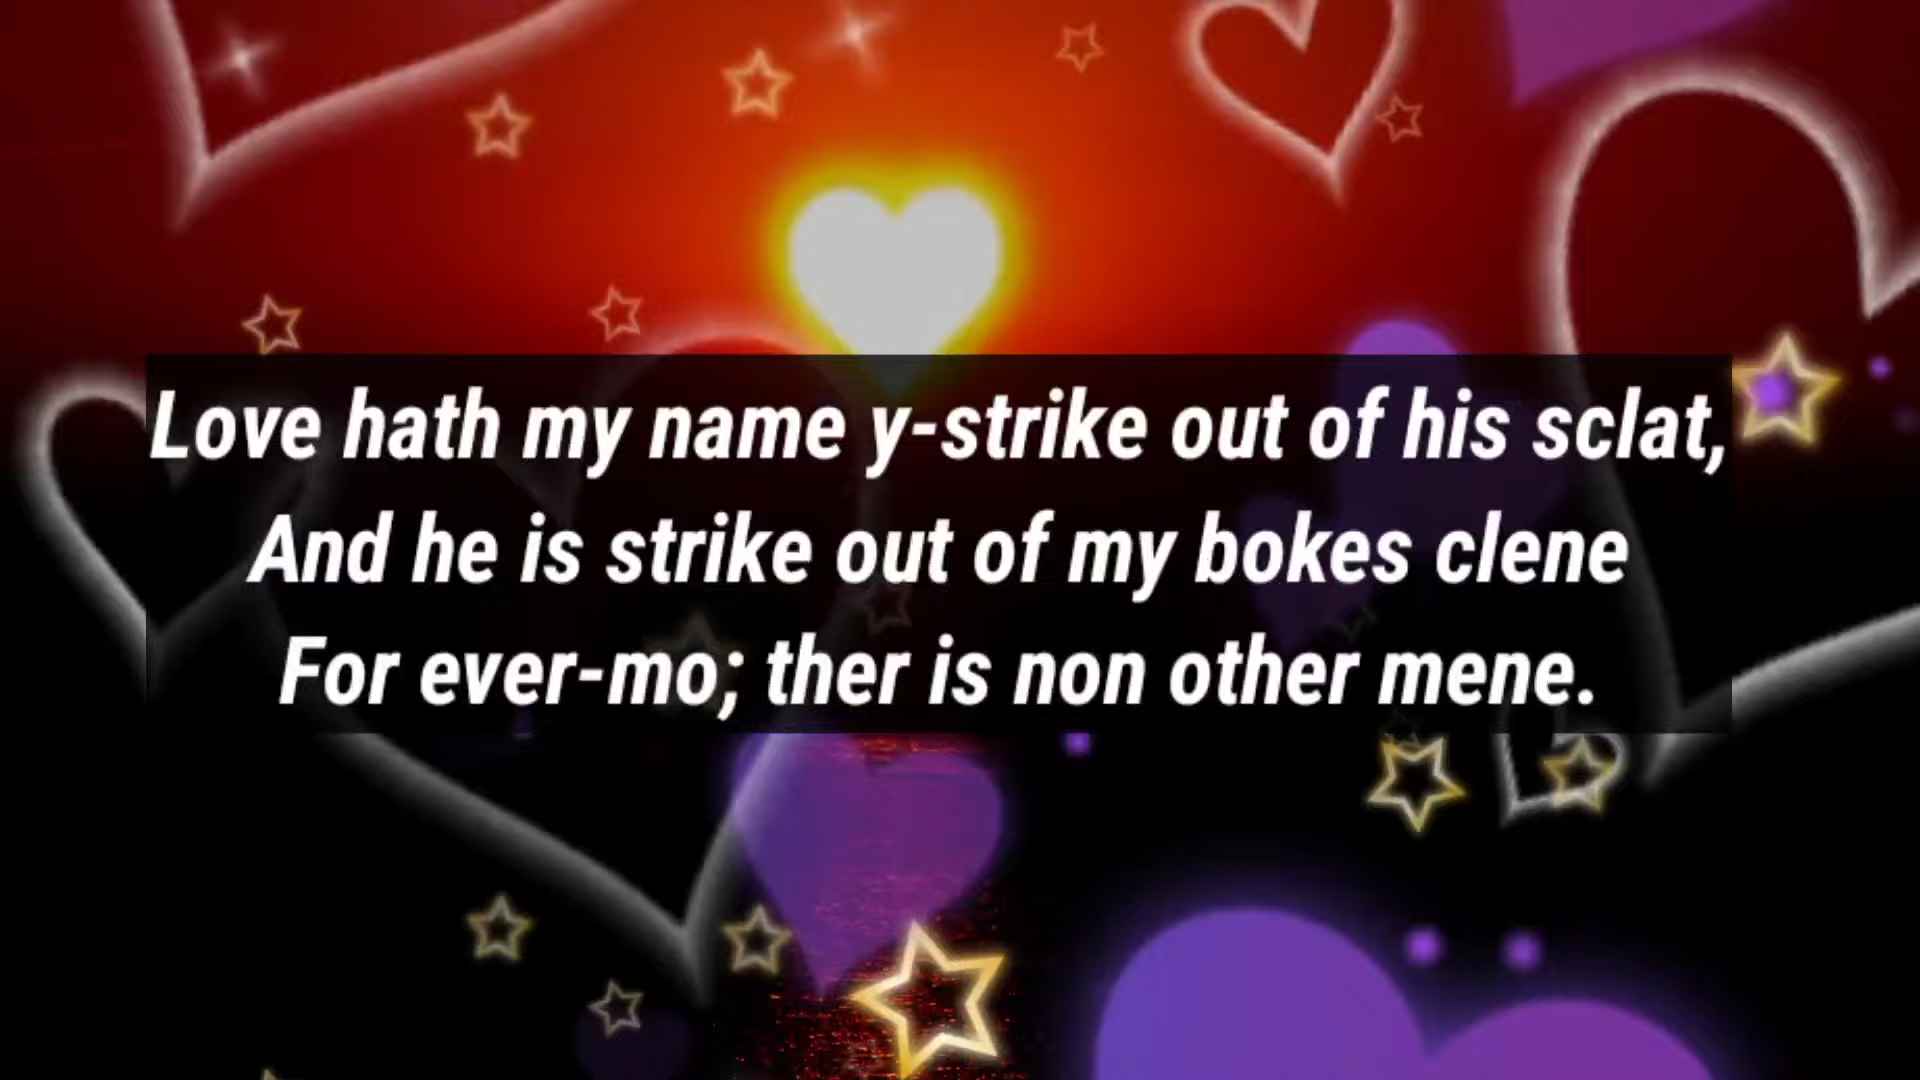 Love hath my name y-strike out of his sclat,
And he is strike out of my bokes clene
For ever-mo; ther is non other mene.